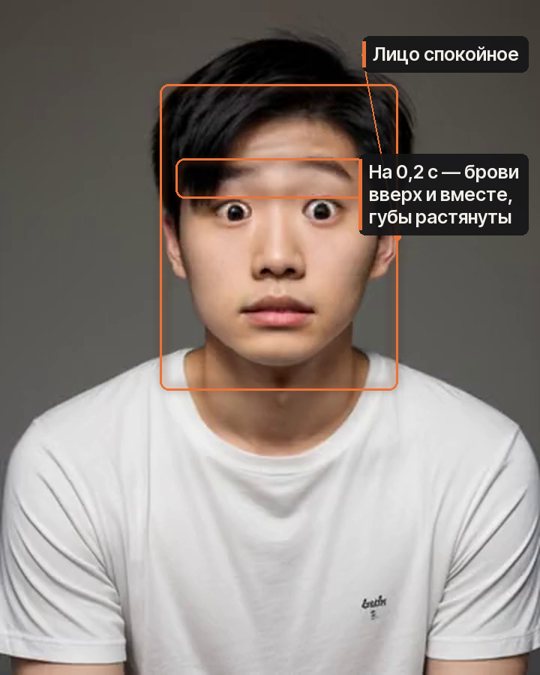 Лицо спокойное
На 0,2 с — брови
вверх и вместе,
губы растянуты